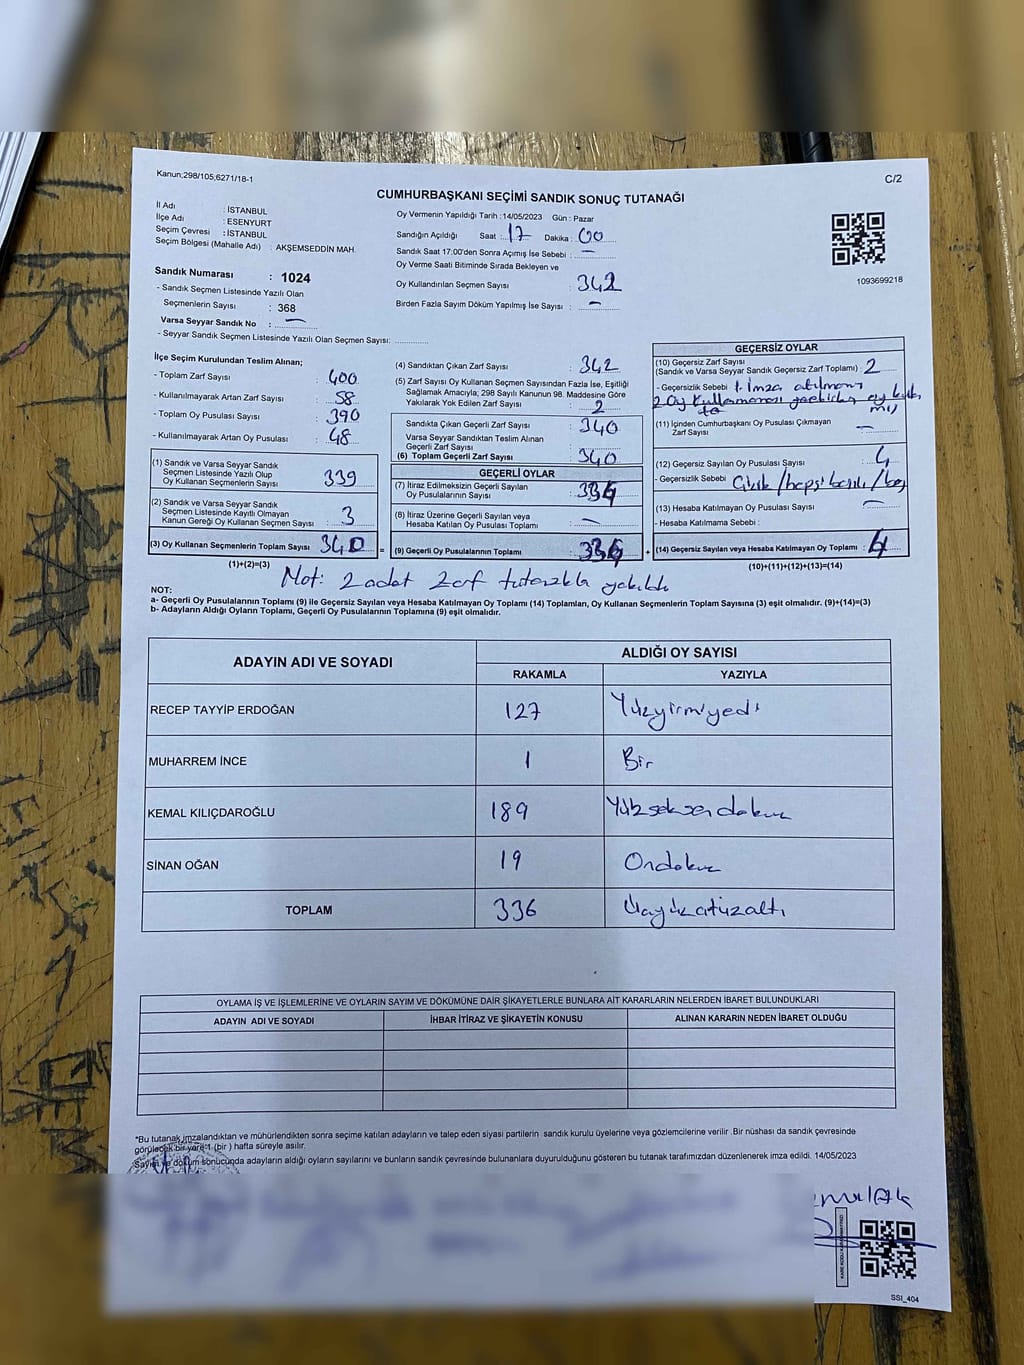 Kanun;298/105;6271/18-1
C/2
CUMHURBAŞKANI SEÇİMİ SANDIK SONUÇ TUTANAĞI
İl Adı : İSTANBUL
İlçe Adı : ESENYURT
Seçim Çevresi : İSTANBUL
Seçim Bölgesi (Mahalle Adı) : AKŞEMSEDDİN MAH.
Sandık Numarası : 1024
- Sandık Seçmen Listesinde Yazılı Olan
Seçmenlerin Sayısı : 368
Varsa Seyyar Sandık No : —
- Seyyar Sandık Seçmen Listesinde Yazılı Olan Seçmen Sayısı:
Oy Vermenin Yapıldığı Tarih : 14/05/2023 Gün : Pazar
Sandığın Açıldığı Saat : 17 Dakika : 00
Sandık Saat 17:00'den Sonra Açımış İse Sebebi : —
Oy Verme Saati Bitiminde Sırada Bekleyen ve
Oy Kullandırılan Seçmen Sayısı : 342
Birden Fazla Sayım Döküm Yapılmış İse Sayısı : —
1093699218
İlçe Seçim Kurulundan Teslim Alınan;
- Toplam Zarf Sayısı : 400
- Kullanılmayarak Artan Zarf Sayısı : 58
- Toplam Oy Pusulası Sayısı : 390
- Kullanılmayarak Artan Oy Pusulası : 48
(1) Sandık ve Varsa Seyyar Sandık
Seçmen Listesinde Yazılı Olup
Oy Kullanan Seçmenlerin Sayısı : 339
(2) Sandık ve Varsa Seyyar Sandık
Seçmen Listesinde Kayıtlı Olmayan
Kanun Gereği Oy Kullanan Seçmen Sayısı : 3
(3) Oy Kullanan Seçmenlerin Toplam Sayısı 340
(1)+(2)=(3)
(4) Sandıktan Çıkan Zarf Sayısı : 342
(5) Zarf Sayısı Oy Kullanan Seçmen Sayısından Fazla İse, Eşitliği
Sağlamak Amacıyla; 298 Sayılı Kanunun 98. Maddesine Göre
Yakılarak Yok Edilen Zarf Sayısı : 2
Sandıkta Çıkan Geçerli Zarf Sayısı : 340
Varsa Seyyar Sandıktan Teslim Alınan
Geçerli Zarf Sayısı :
(6) Toplam Geçerli Zarf Sayısı : 340
GEÇERLİ OYLAR
(7) İtiraz Edilmeksizin Geçerli Sayılan
Oy Pusulalarının Sayısı :
(8) İtiraz Üzerine Geçerli Sayılan veya
Hesaba Katılan Oy Pusulası Toplamı : —
= (9) Geçerli Oy Pusulalarının Toplamı : 336
+
GEÇERSİZ OYLAR
(10) Geçersiz Zarf Sayısı
(Sandık ve Varsa Seyyar Sandık Geçersiz Zarf Toplamı) : 2
- Geçersizlik Sebebi 1. imza atılmamı
2 oy kullanmaması
(11) İçinden Cumhurbaşkanı Oy Pusulası Çıkmayan
Zarf Sayısı : —
(12) Geçersiz Sayılan Oy Pusulası Sayısı : 4
- Geçersizlik Sebebi Çizik / hepsi basılı / boş
(13) Hesaba Katılmayan Oy Pusulası Sayısı : —
- Hesaba Katılmama Sebebi :
(14) Geçersiz Sayılan veya Hesaba Katılmayan Oy Toplamı : 4
(10)+(11)+(12)+(13)=(14)
Not: 2 adet zarf tutanakla yakıldı
NOT:
a- Geçerli Oy Pusulalarının Toplamı (9) ile Geçersiz Sayılan veya Hesaba Katılmayan Oy Toplamı (14) Toplamları, Oy Kullanan Seçmenlerin Toplam Sayısına (3) eşit olmalıdır. (9)+(14)=(3)
b- Adayların Aldığı Oyların Toplamı, Geçerli Oy Pusulalarının Toplamına (9) eşit olmalıdır.
ADAYIN ADI VE SOYADI ALDIĞI OY SAYISI
RAKAMLA YAZIYLA
RECEP TAYYİP ERDOĞAN 127 Yüzyirmiyedi
MUHARREM İNCE 1 Bir
KEMAL KILIÇDAROĞLU 189 Yüzseksendokuz
SİNAN OĞAN 19 Ondokuz
TOPLAM 336 Üçyüzotuzaltı
OYLAMA İŞ VE İŞLEMLERİNE VE OYLARIN SAYIM VE DÖKÜMÜNE DAİR ŞİKAYETLERLE BUNLARA AİT KARARLARIN NELERDEN İBARET BULUNDUKLARI
ADAYIN ADI VE SOYADI İHBAR İTİRAZ VE ŞİKAYETİN KONUSU ALINAN KARARIN NEDEN İBARET OLDUĞU
*Bu tutanak imzalandıktan ve mühürlendikten sonra seçime katılan adayların ve talep eden siyasi partilerin sandık kurulu üyelerine veya gözlemcilerine verilir .Bir nüshası da sandık çevresinde
görülecek bir yere 1 (bir ) hafta süreyle asılır.
Sayım ve döküm sonucunda adayların aldığı oyların sayılarını ve bunların sandık çevresinde bulunanlara duyurulduğunu gösteren bu tutanak tarafımızdan düzenlenerek imza edildi. 14/05/2023
SSI_404